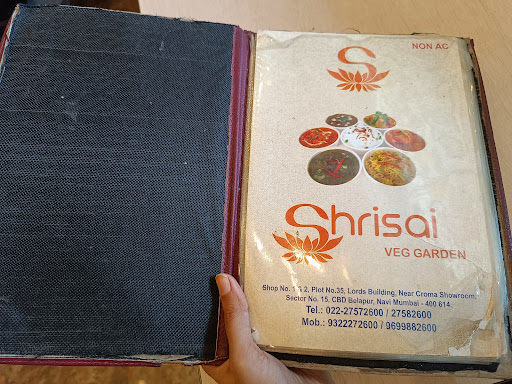 NON AC
S
Shrisai
VEG GARDEN
Shop No. 1 & 2, Plot No.35, Lords Building, Near Croma Showroom,
Sector No. 15, CBD Belapur, Navi Mumbai - 400 614.
Tel.: 022-27572600 / 27582600
Mob.: 9322272600 / 9699882600